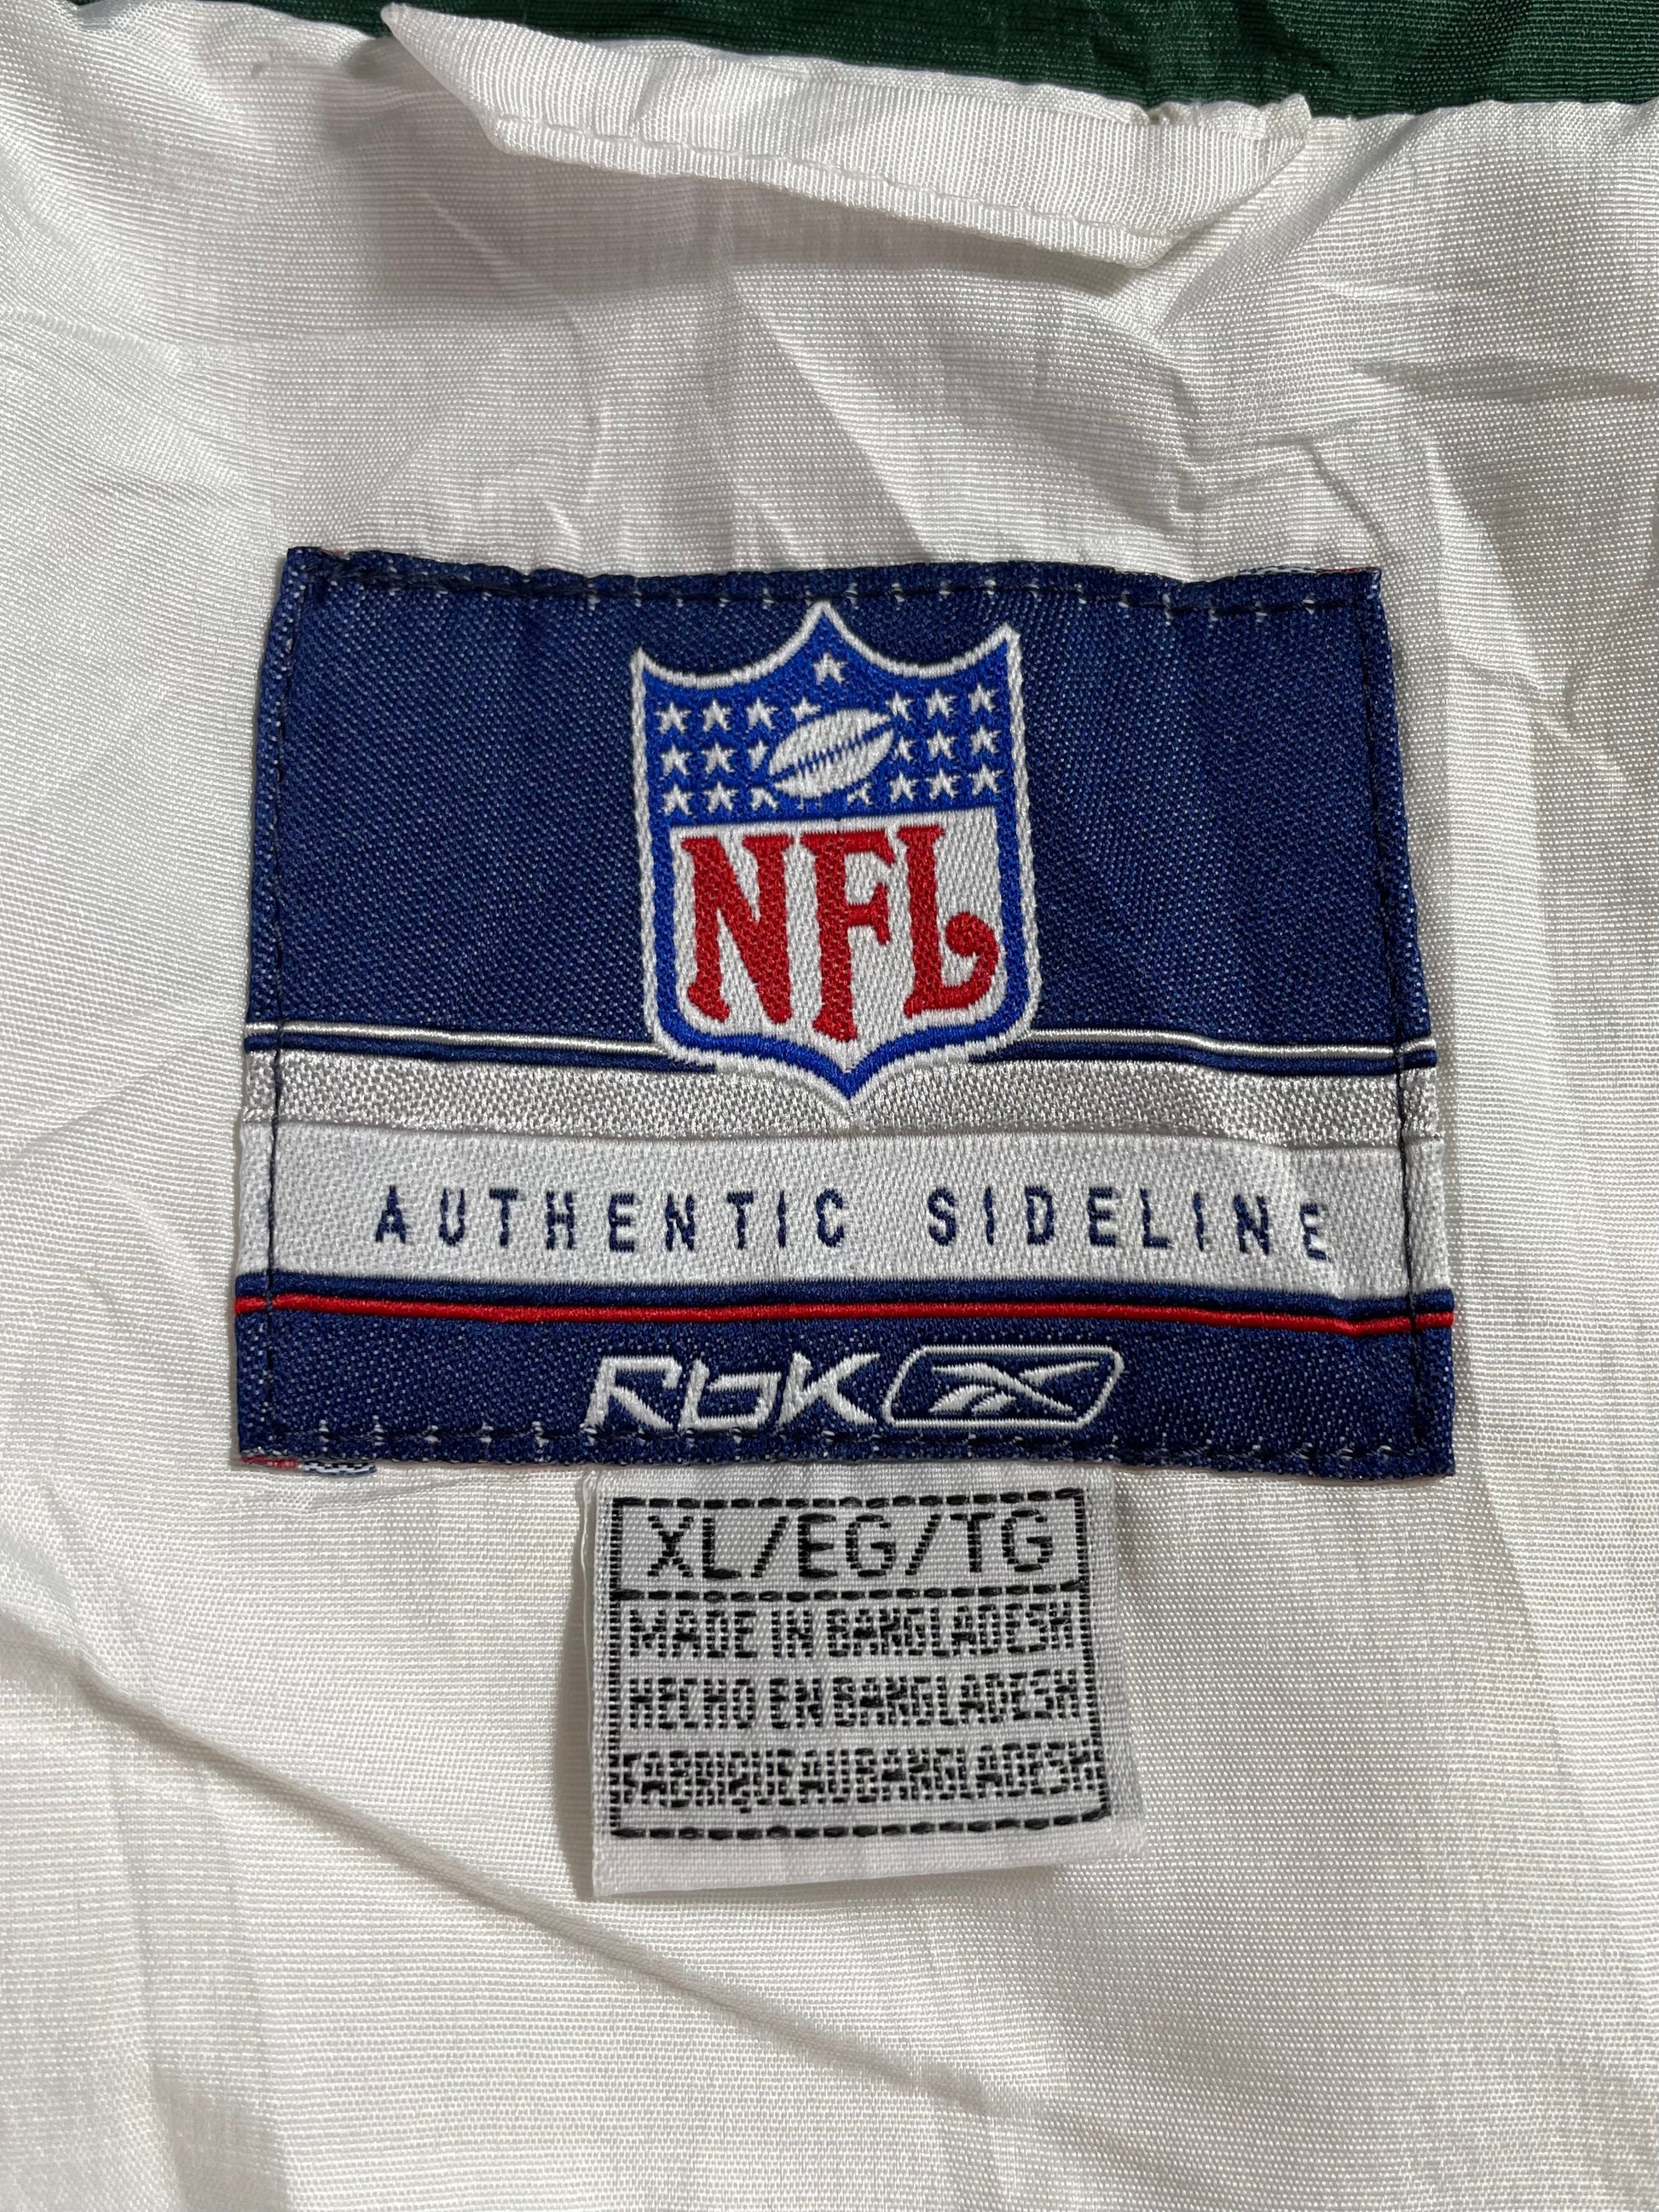 NFL
AUTHENTIC SIDELINE
RbK
XL/EG/TG
MADE IN BANGLADESH
HECHO EN BANGLADESH
FABRIQUE AU BANGLADESH